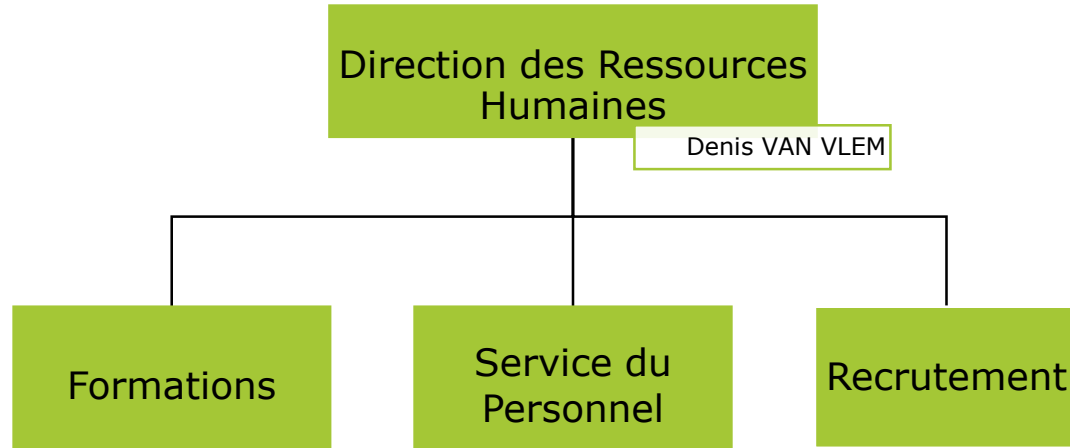 Direction des Ressources
Humaines
Denis VAN VLEM
Formations
Service du
Personnel
Recrutement